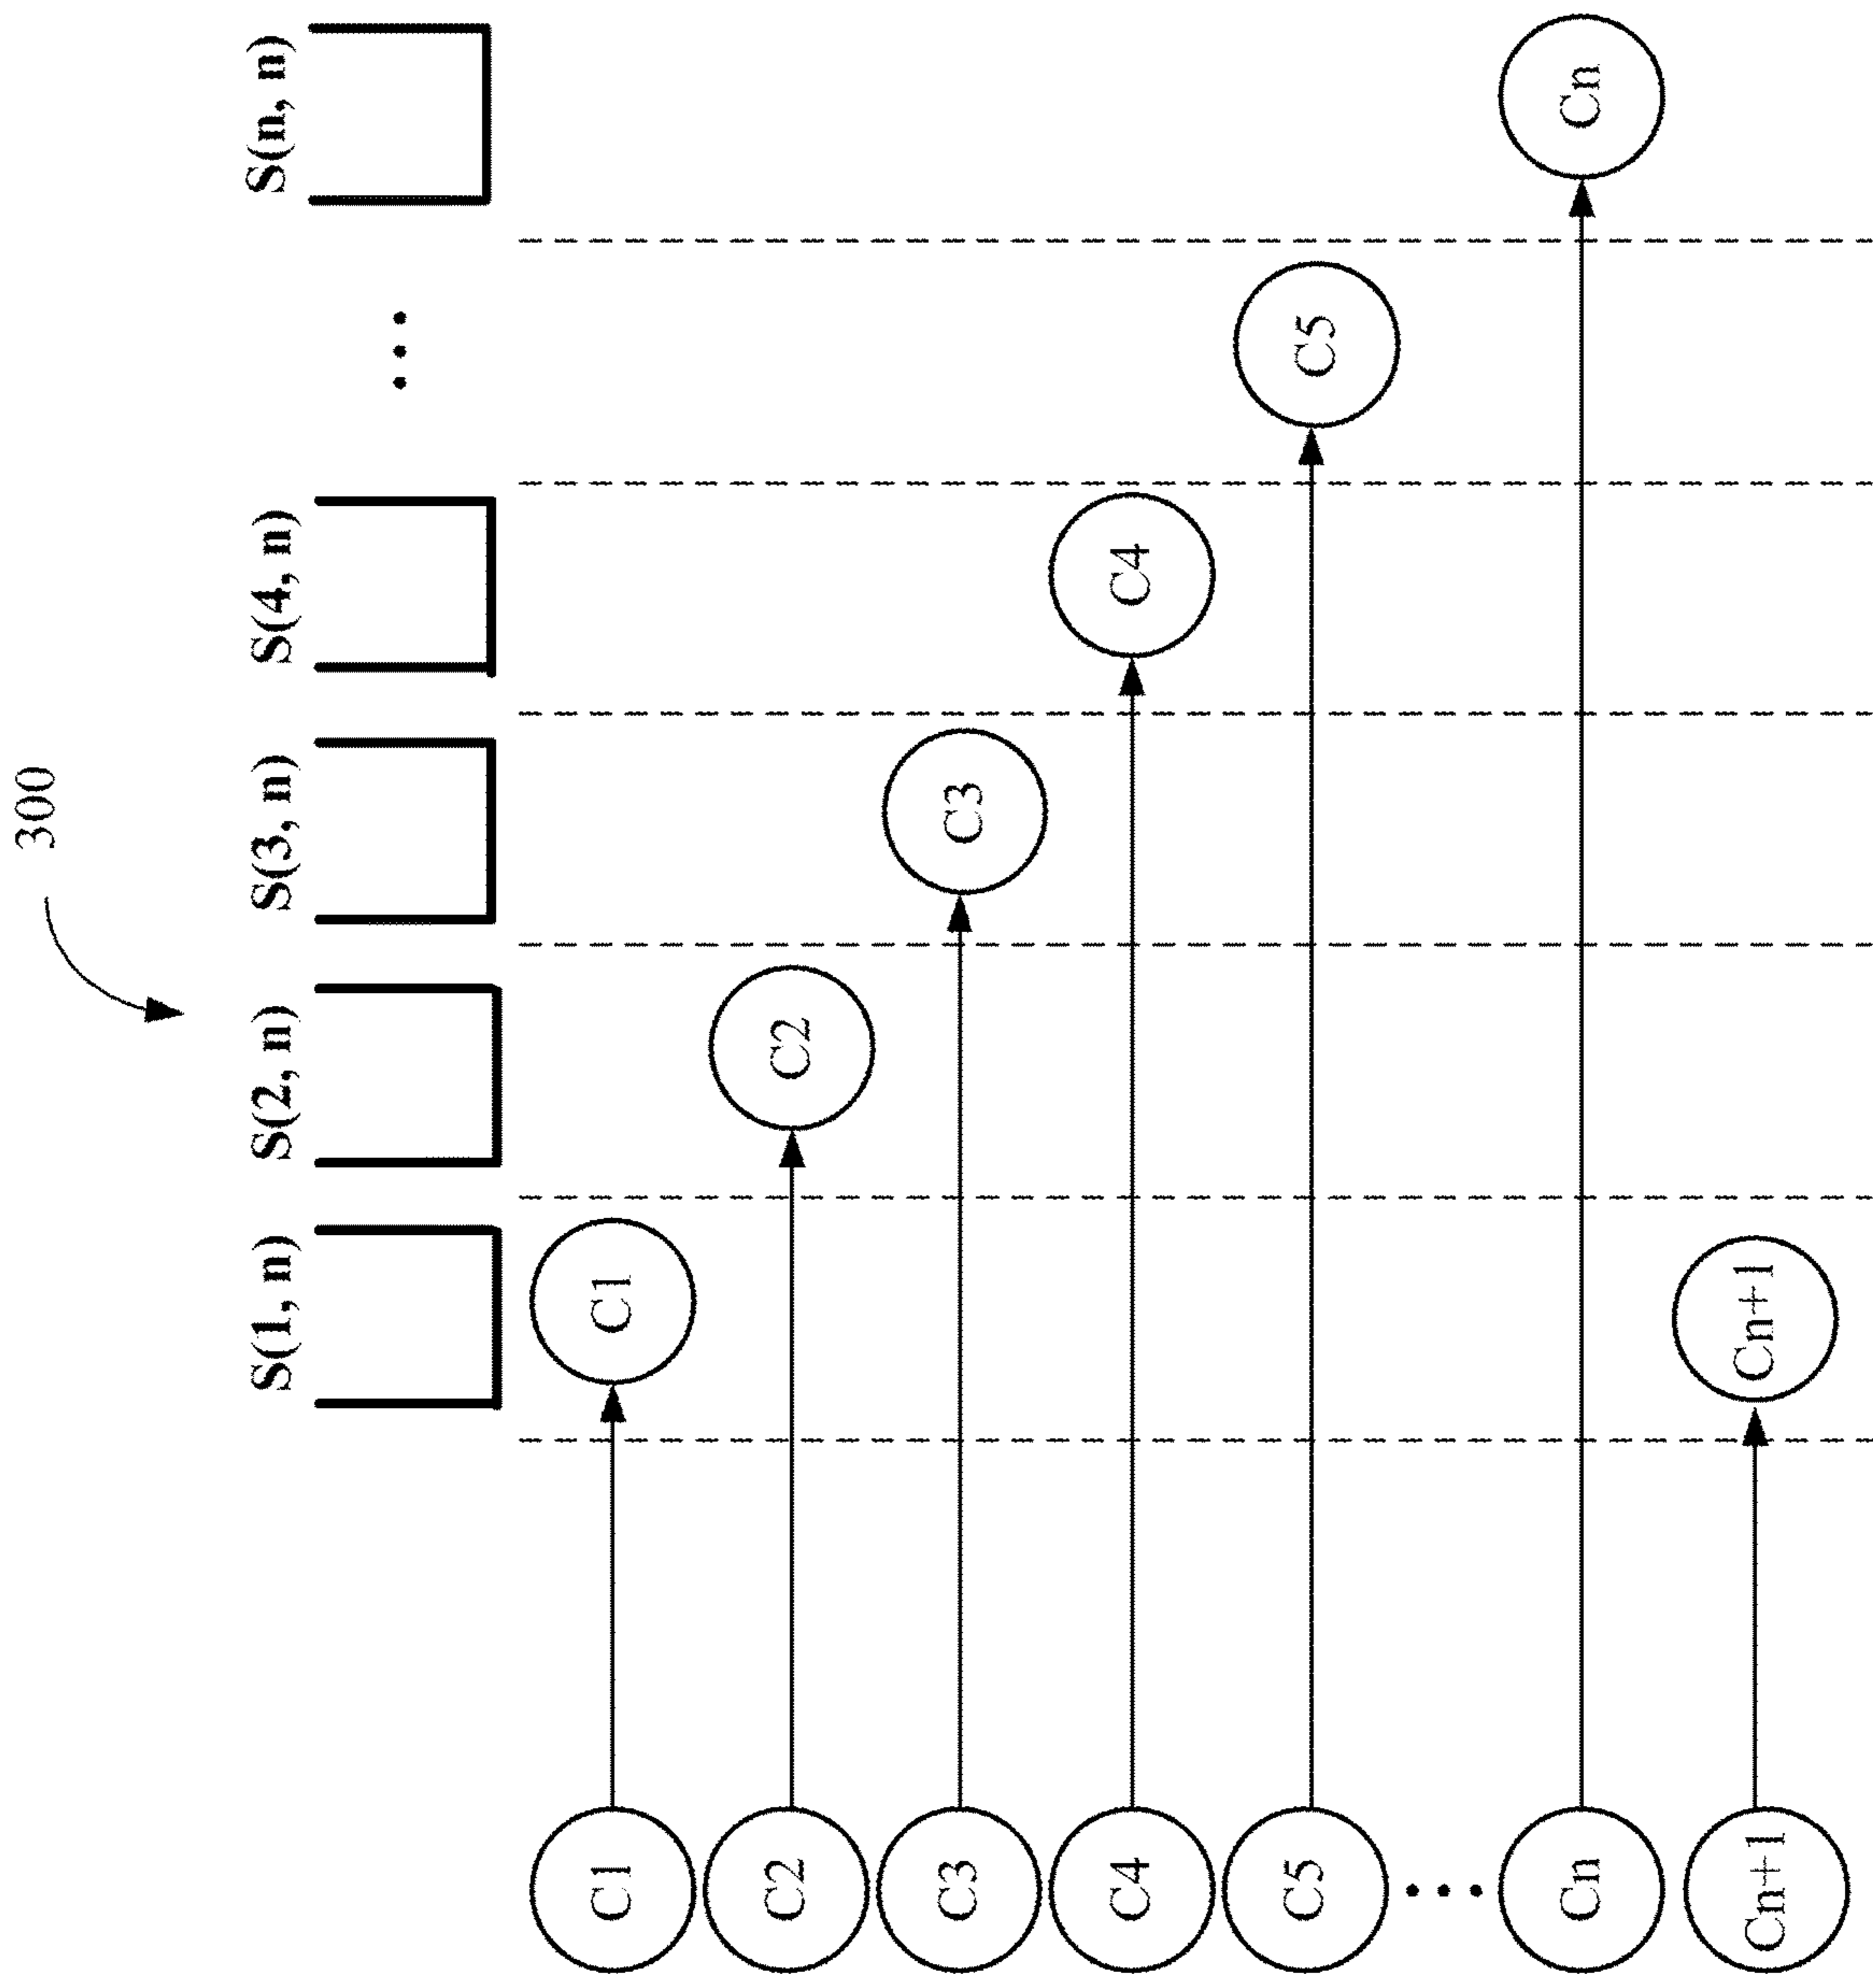 300
S(1, n) S(2, n) S(3, n) S(4, n) ... S(n, n)
C1 C1
C2 C2
C3 C3
C4 C4
C5 C5
...
Cn Cn
Cn+1 Cn+1